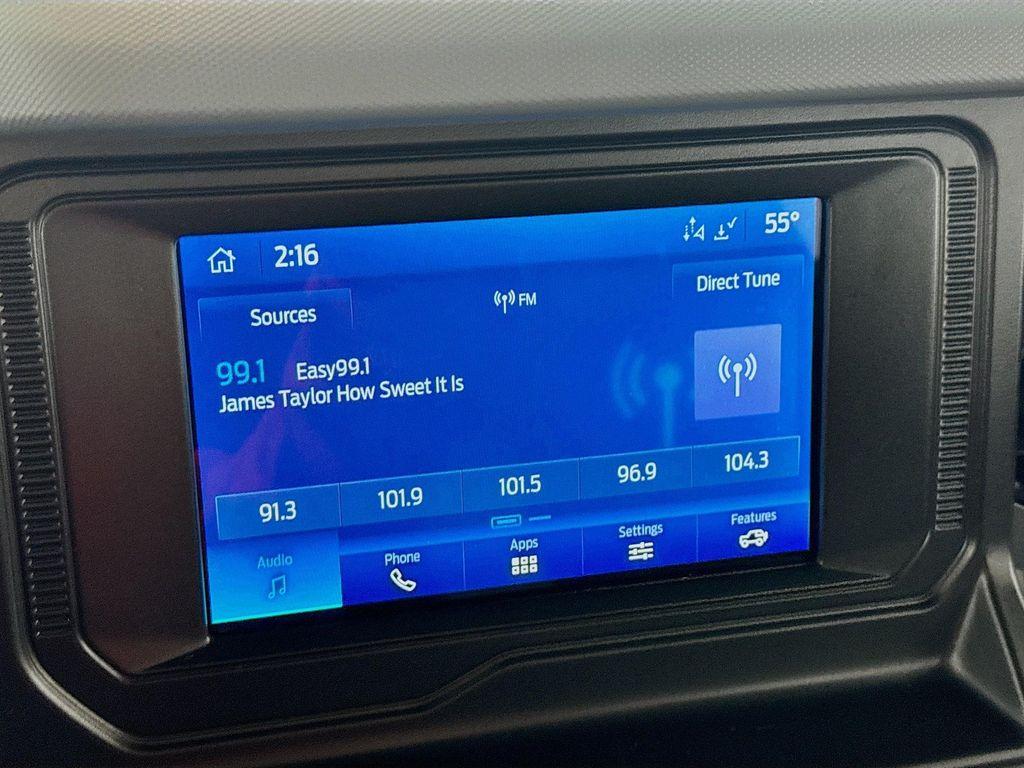 2:16
55°
Sources
FM
Direct Tune
99.1 Easy99.1
James Taylor How Sweet It Is
91.3 101.9 101.5 96.9 104.3
Audio Phone Apps Settings Features